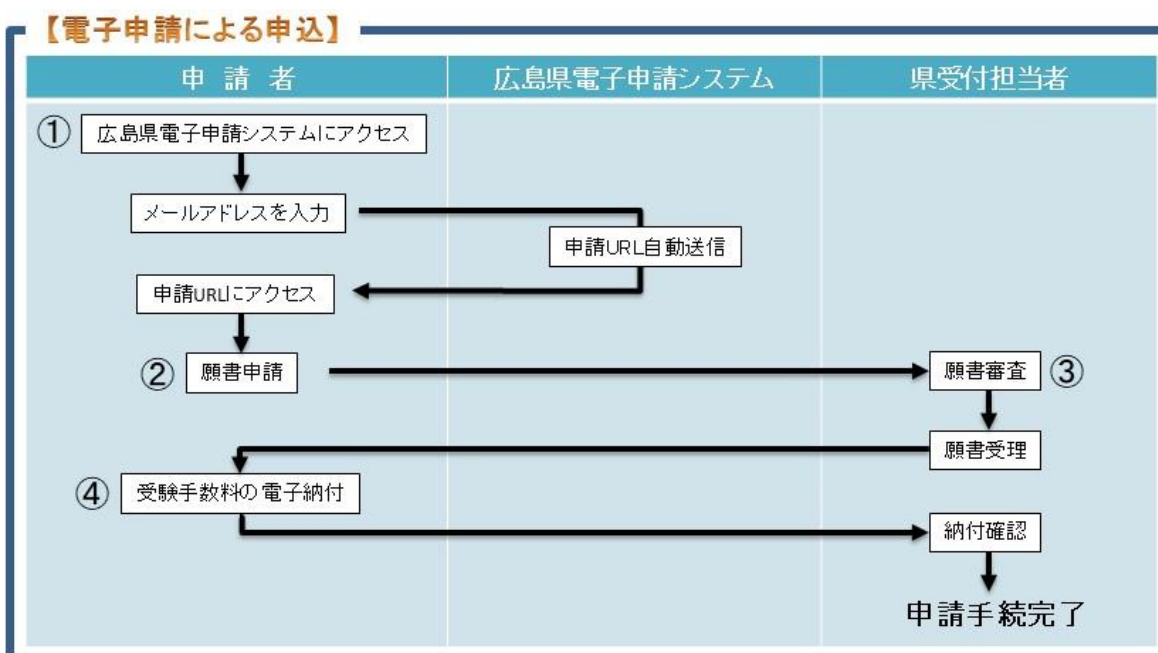 【電子申請による申込】
申請者 広島県電子申請システム 県受付担当者
① 広島県電子申請システムにアクセス
メールアドレスを入力
申請URL自動送信
申請URLにアクセス
② 願書申請 願書審査 ③
願書受理
④ 受験手数料の電子納付
納付確認
申請手続完了